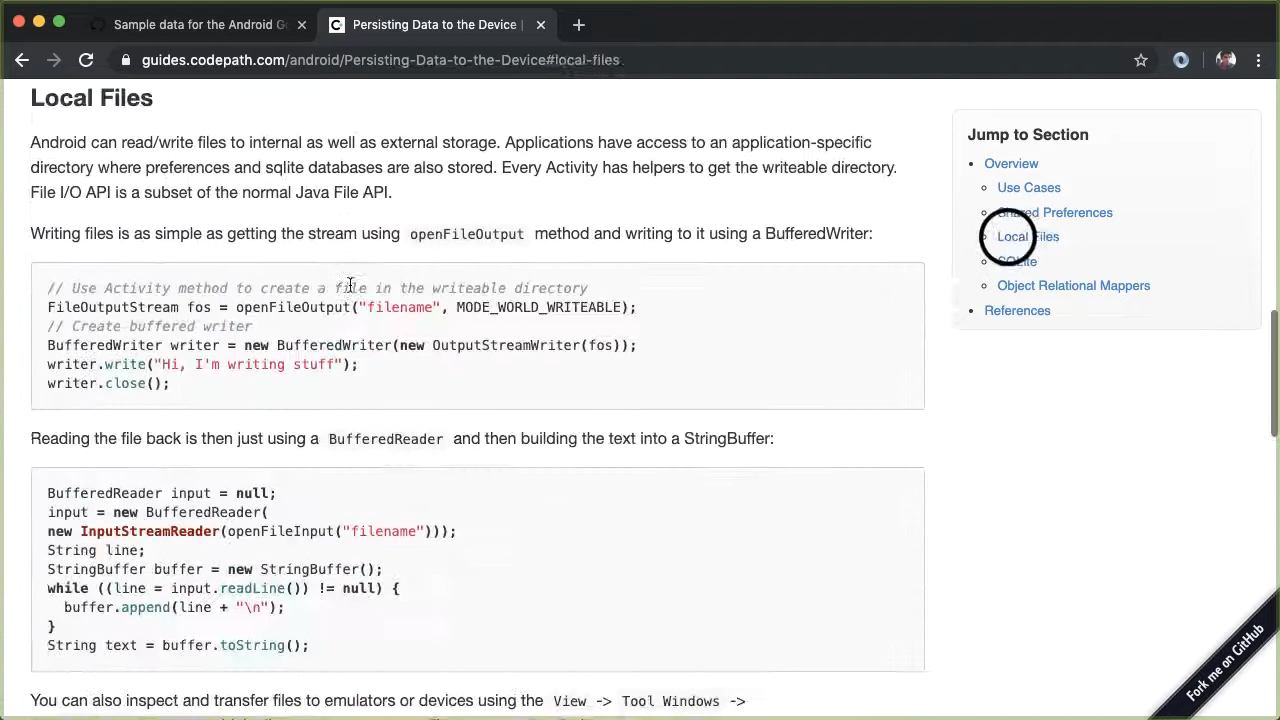 Sample data for the Android G
Persisting Data to the Device |
guides.codepath.com/android/Persisting-Data-to-the-Device#local-files
Local Files
Android can read/write files to internal as well as external storage. Applications have access to an application-specific
directory where preferences and sqlite databases are also stored. Every Activity has helpers to get the writeable directory.
File I/O API is a subset of the normal Java File API.
Writing files is as simple as getting the stream using openFileOutput method and writing to it using a BufferedWriter:
// Use Activity method to create a file in the writeable directory
FileOutputStream fos = openFileOutput("filename", MODE_WORLD_WRITEABLE);
// Create buffered writer
BufferedWriter writer = new BufferedWriter(new OutputStreamWriter(fos));
writer.write("Hi, I'm writing stuff");
writer.close();
Reading the file back is then just using a BufferedReader and then building the text into a StringBuffer:
BufferedReader input = null;
input = new BufferedReader(
new InputStreamReader(openFileInput("filename")));
String line;
StringBuffer buffer = new StringBuffer();
while ((line = input.readLine()) != null) {
buffer.append(line + "\n");
}
String text = buffer.toString();
You can also inspect and transfer files to emulators or devices using the View -> Tool Windows ->
Jump to Section
Overview
Use Cases
Shared Preferences
Local Files
SQLite
Object Relational Mappers
References
Fork me on GitHub